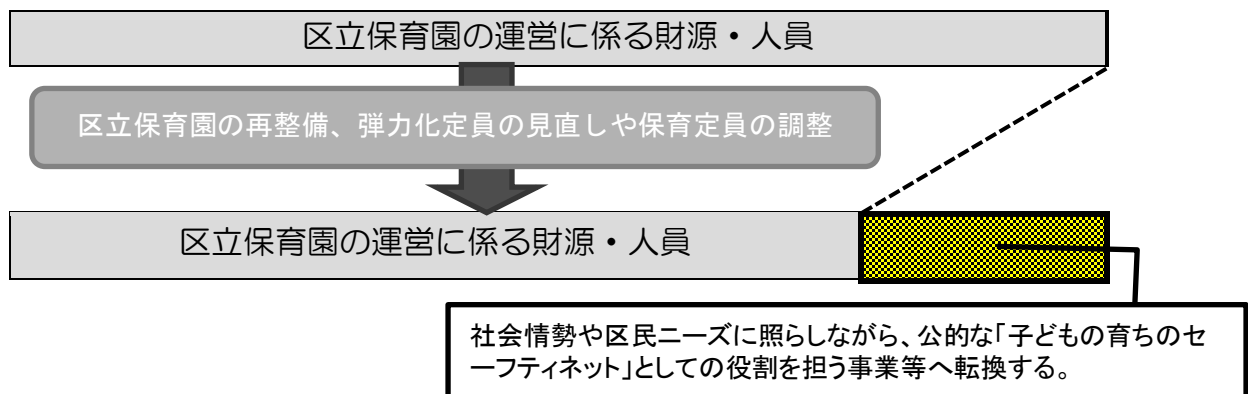 区立保育園の運営に係る財源・人員
区立保育園の再整備、弾力化定員の見直しや保育定員の調整
区立保育園の運営に係る財源・人員
社会情勢や区民ニーズに照らしながら、公的な「子どもの育ちのセ
ーフティネット」としての役割を担う事業等へ転換する。